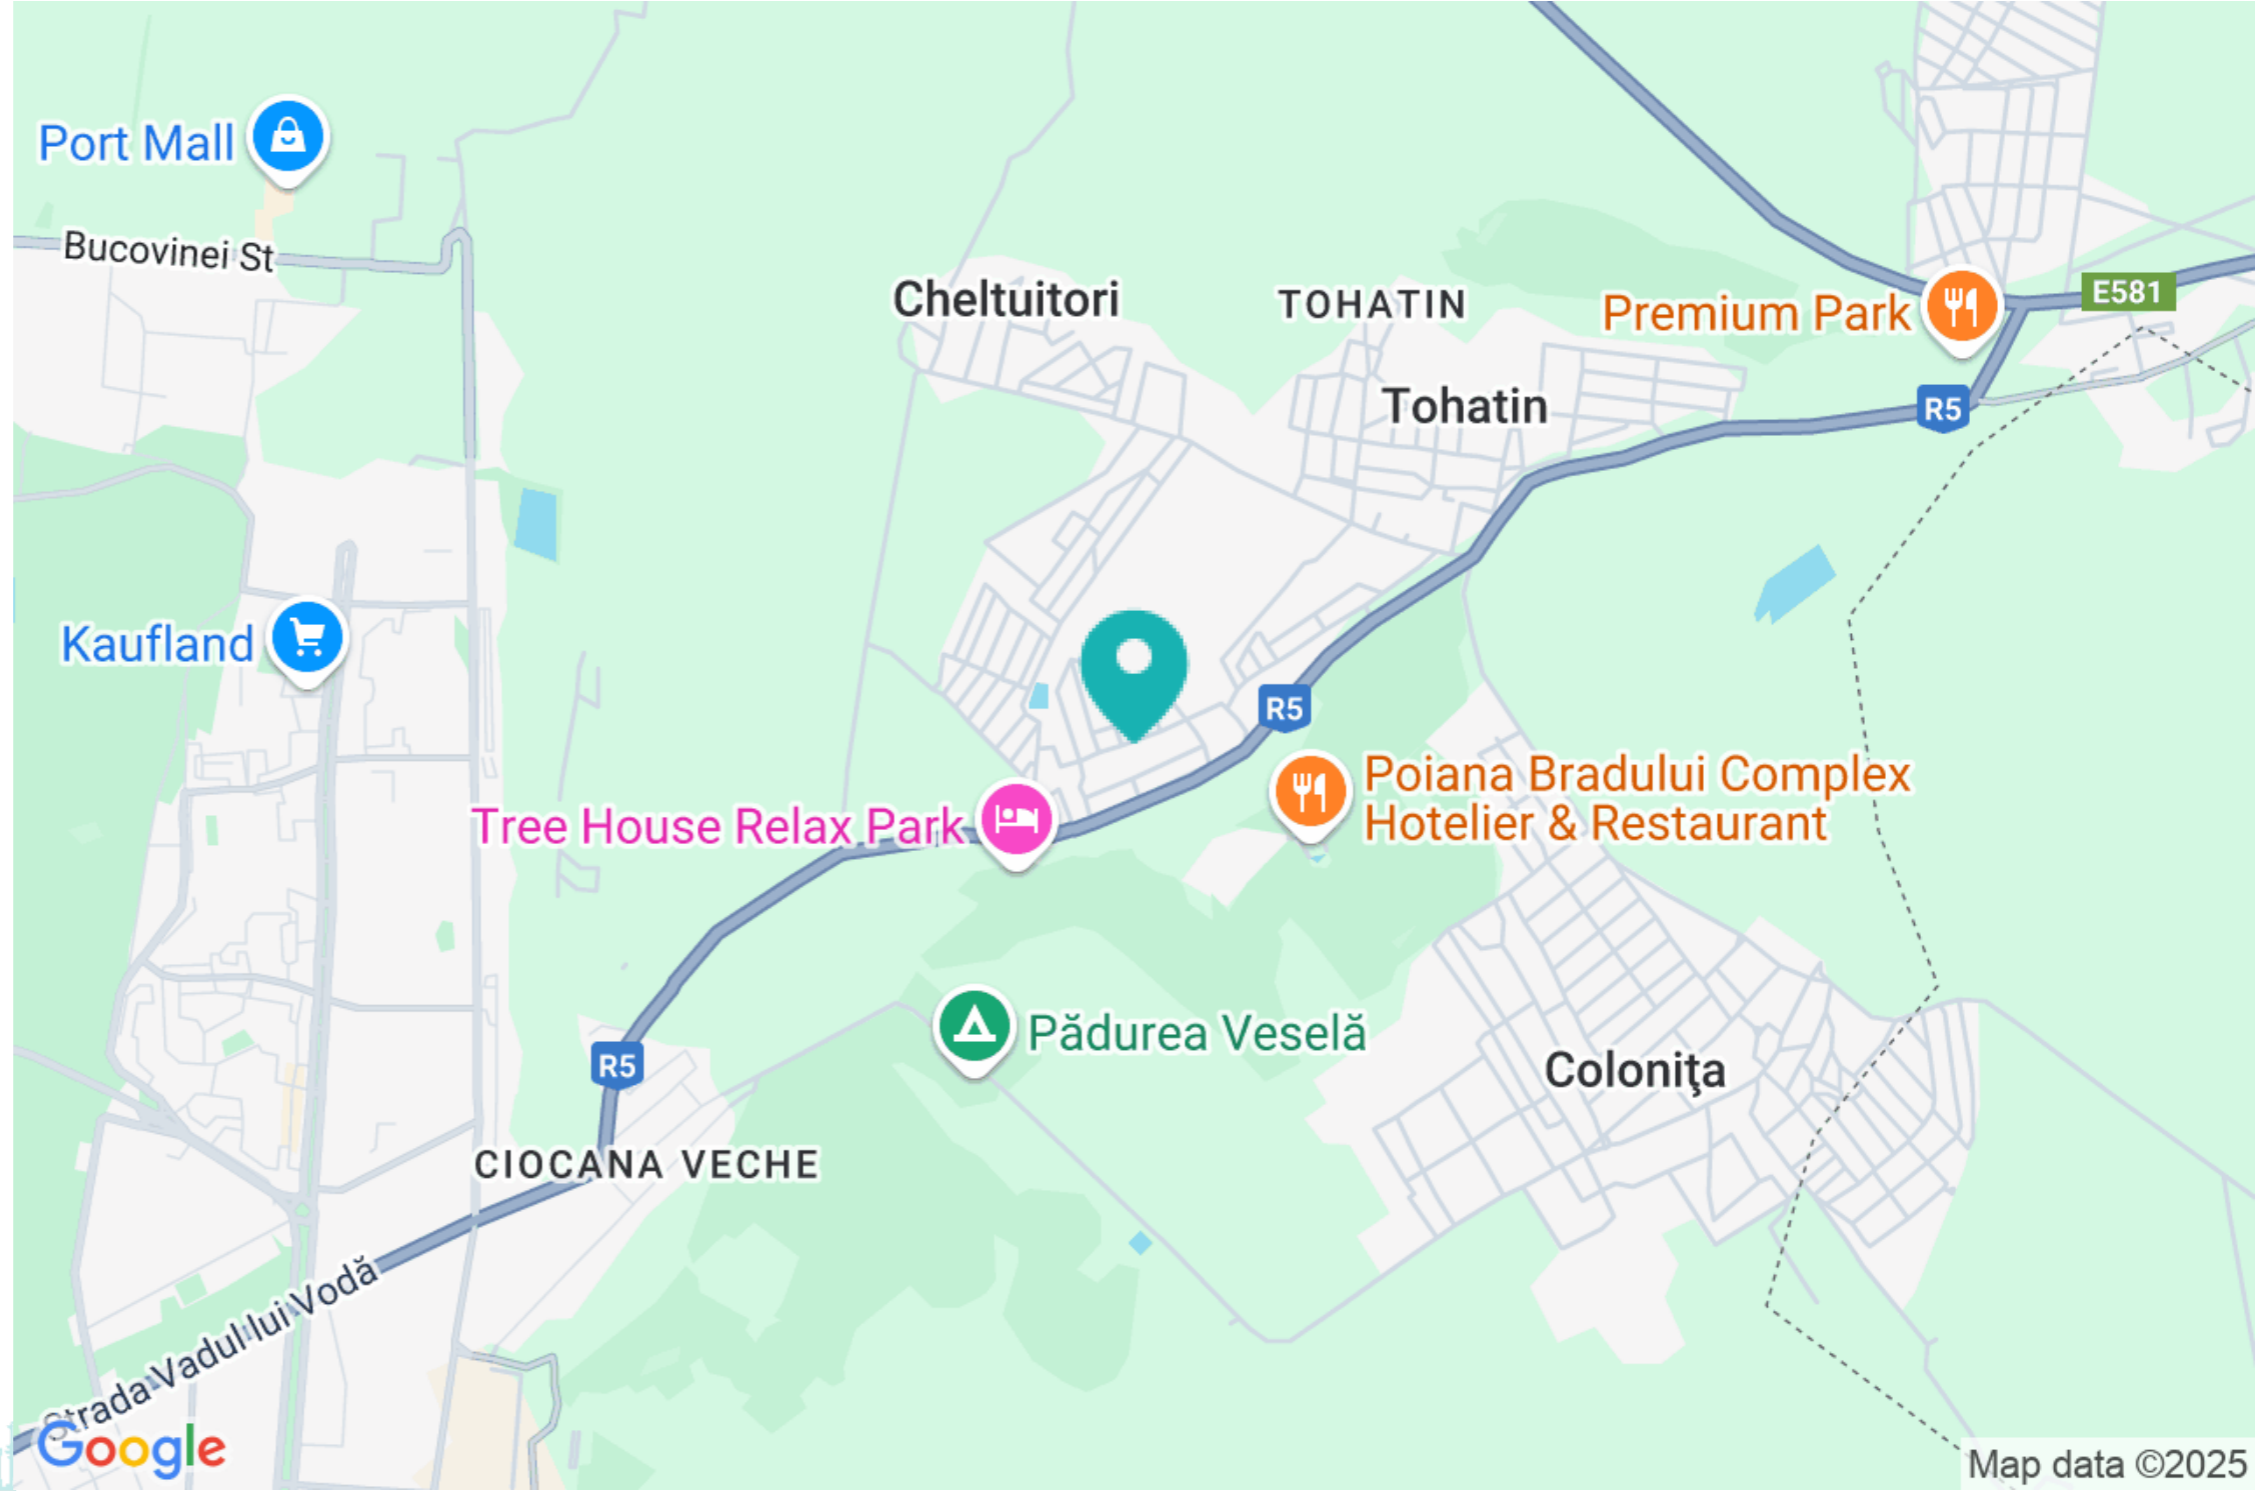 Port Mall
Bucovinei St
Cheltuitori
TOHATIN
Premium Park
E581
Tohatin
R5
Kaufland
R5
Poiana Bradului Complex
Hotelier & Restaurant
Tree House Relax Park
Pădurea Veselă
R5
Coloniţa
CIOCANA VECHE
Strada Vadul lui Vodă
Google
Map data ©2025